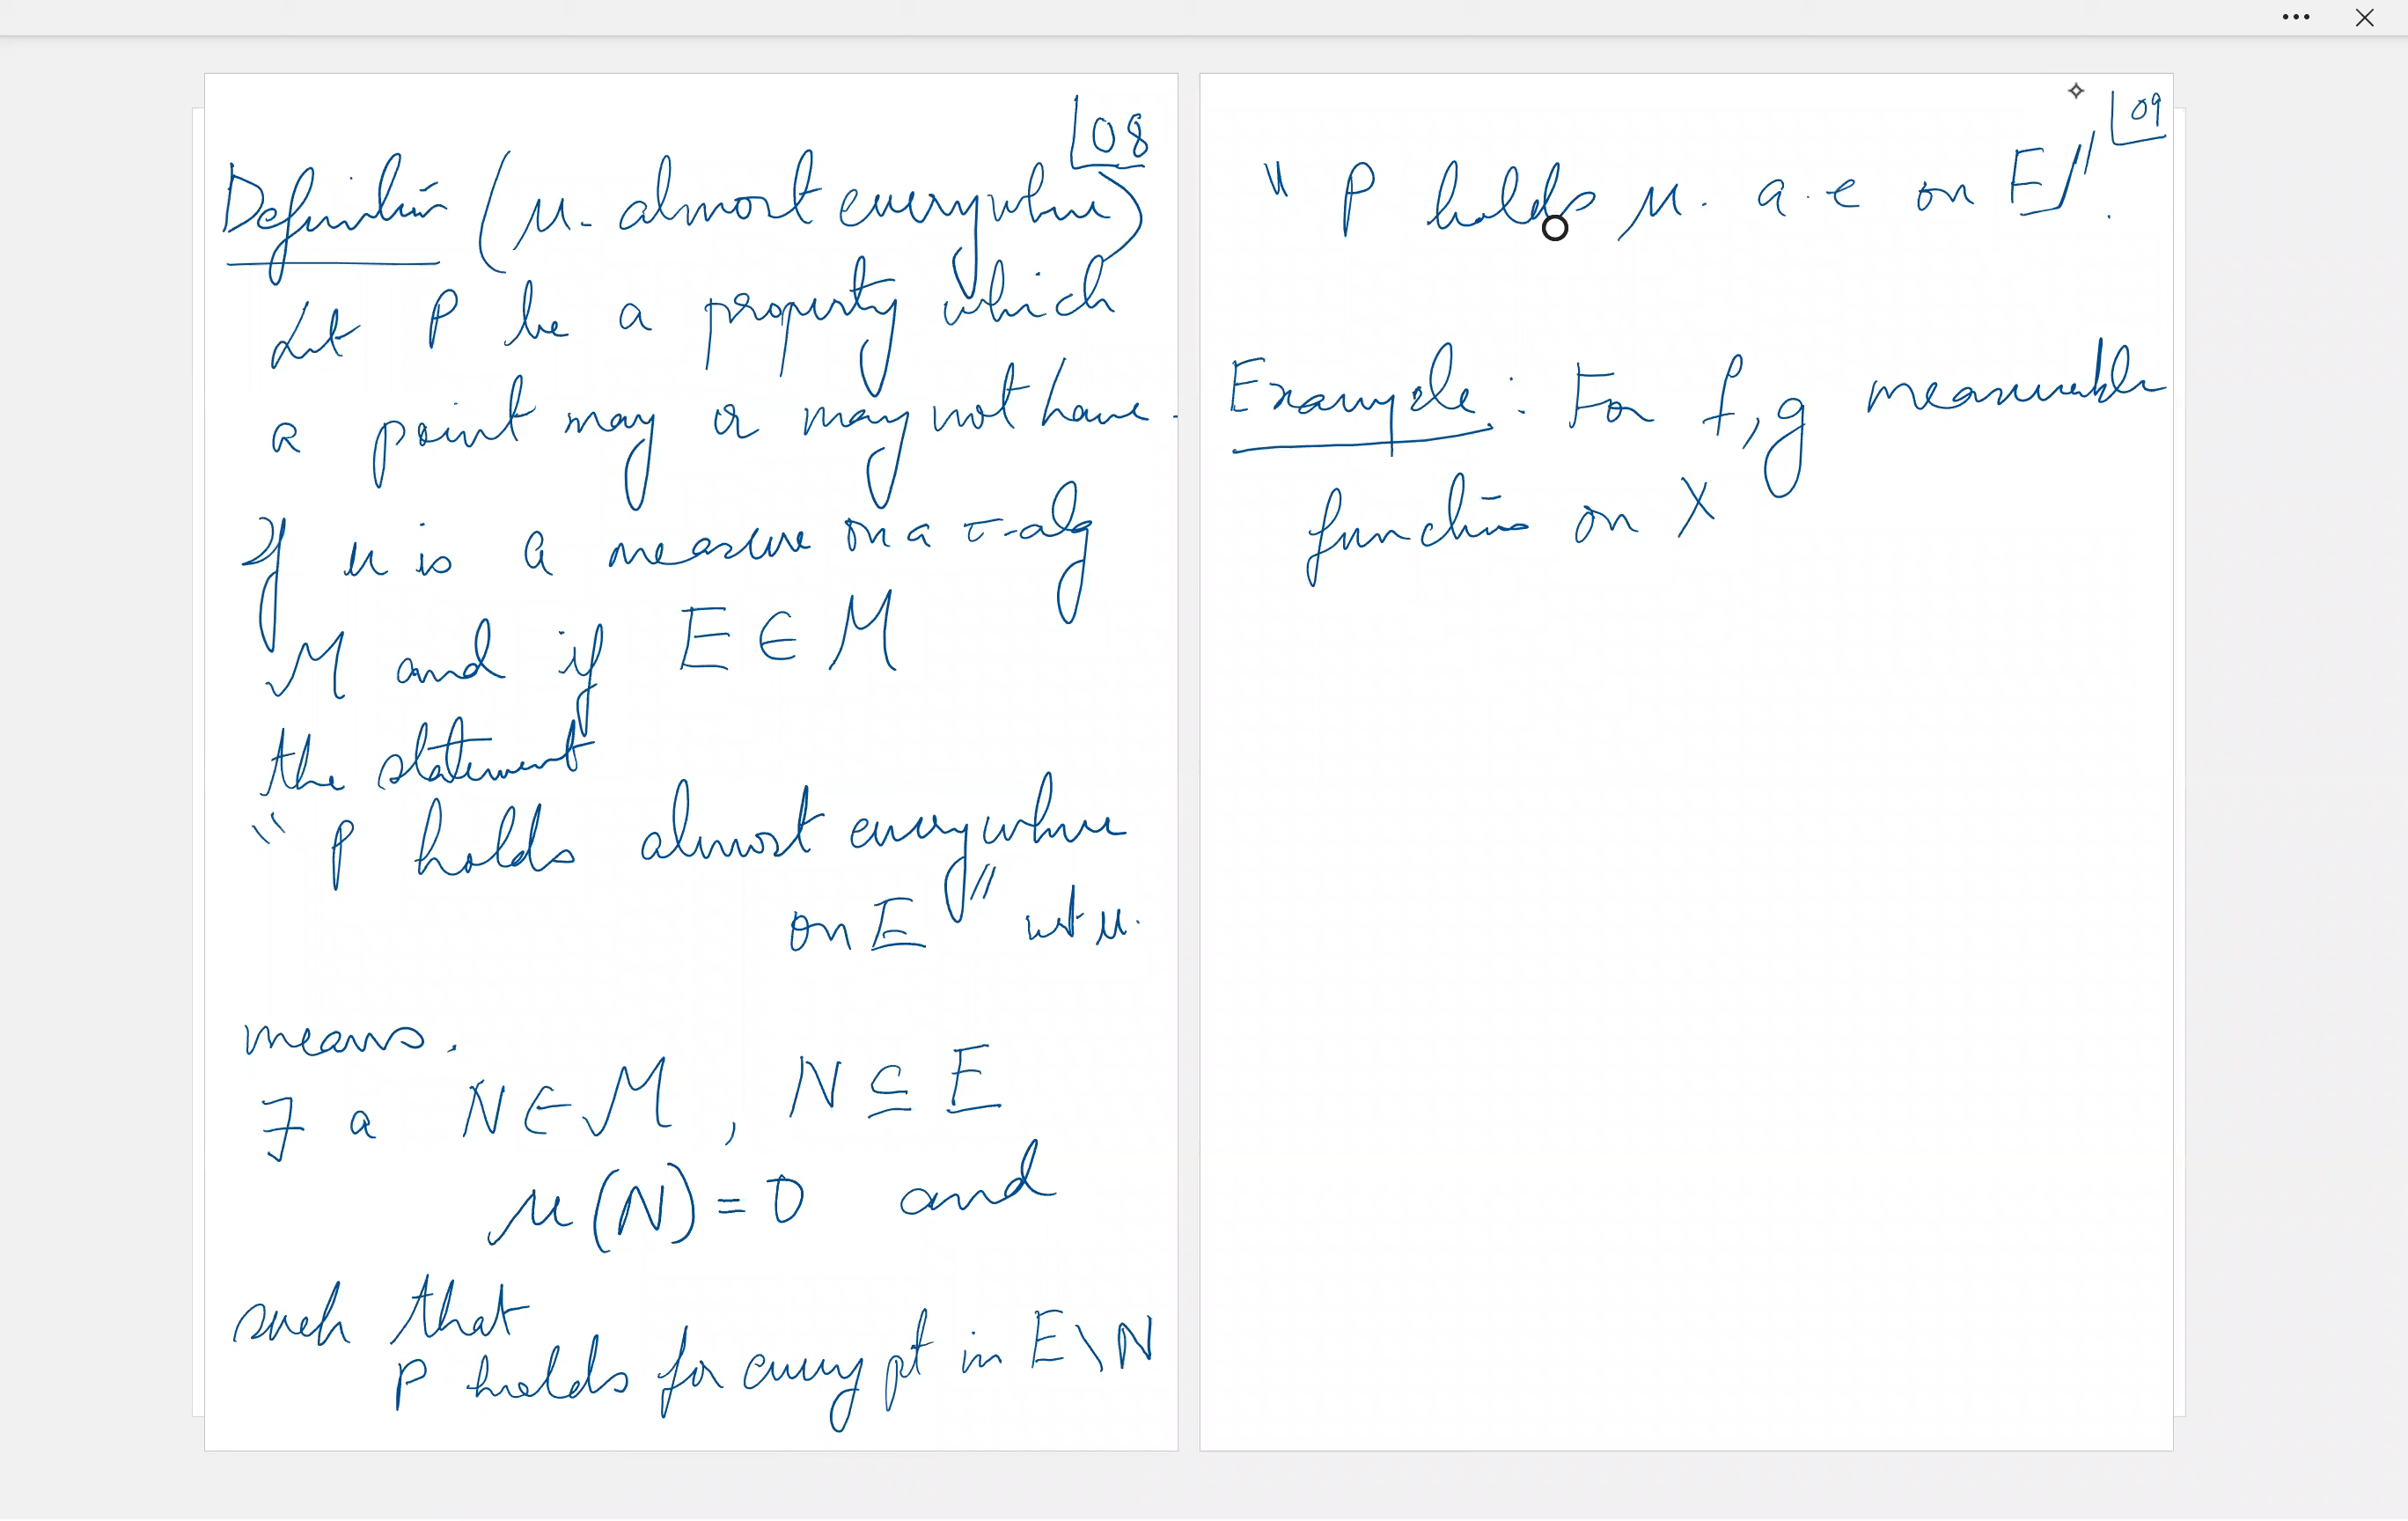 08
Definition (μ-almost everywhere)
Let P be a property which
a point may or may not have.
If μ is a measure on a σ-alg
M and if E ∈ M
the statement
"P holds almost everywhere
on E" wrt μ.
means.
∃ a N ∈ M, N ⊆ E
μ(N) = 0 and
such that
P holds for every pt in E\N
09
"P holds μ. a.e on E".
Example: For f, g measurable
functions on X